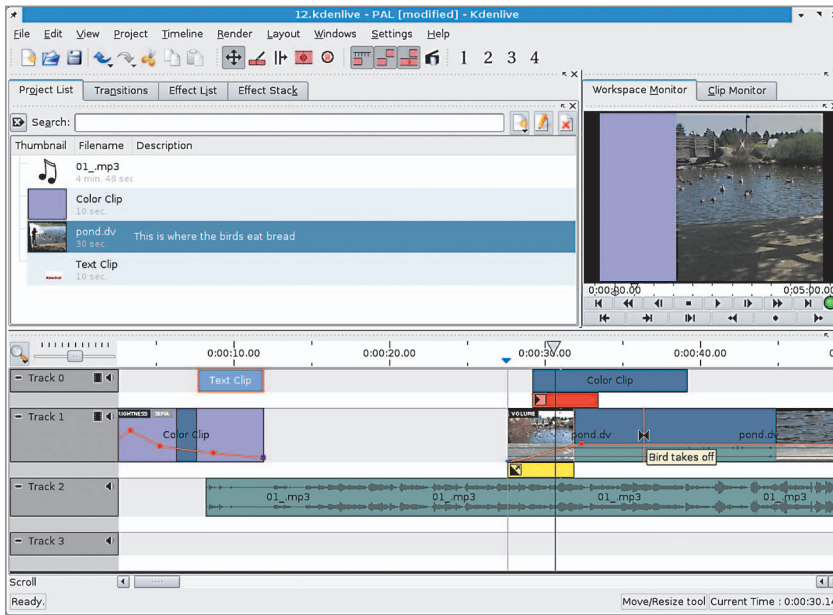 12.kdenlive - PAL [modified] - Kdenlive
File Edit View Project Timeline Render Layout Windows Settings Help
1 2 3 4
Project List Transitions Effect List Effect Stack
Workspace Monitor Clip Monitor
Search:
Thumbnail Filename Description
01_.mp3
4 min. 48 sec.
Color Clip
10 sec.
pond.dv This is where the birds eat bread
30 sec.
Text Clip
10 sec.
0:00:00.00 0:05:00.00
0:00:10.00 0:00:20.00 0:00:30.00 0:00:40.00
Track 0 Text Clip Color Clip
Track 1 SEPIA Color Clip VOLUME pond.dv pond.dv
Bird takes off
Track 2 01_.mp3 01_.mp3 01_.mp3 01_.mp3
Track 3
Scroll
Ready. Move/Resize tool Current Time : 0:00:30.14